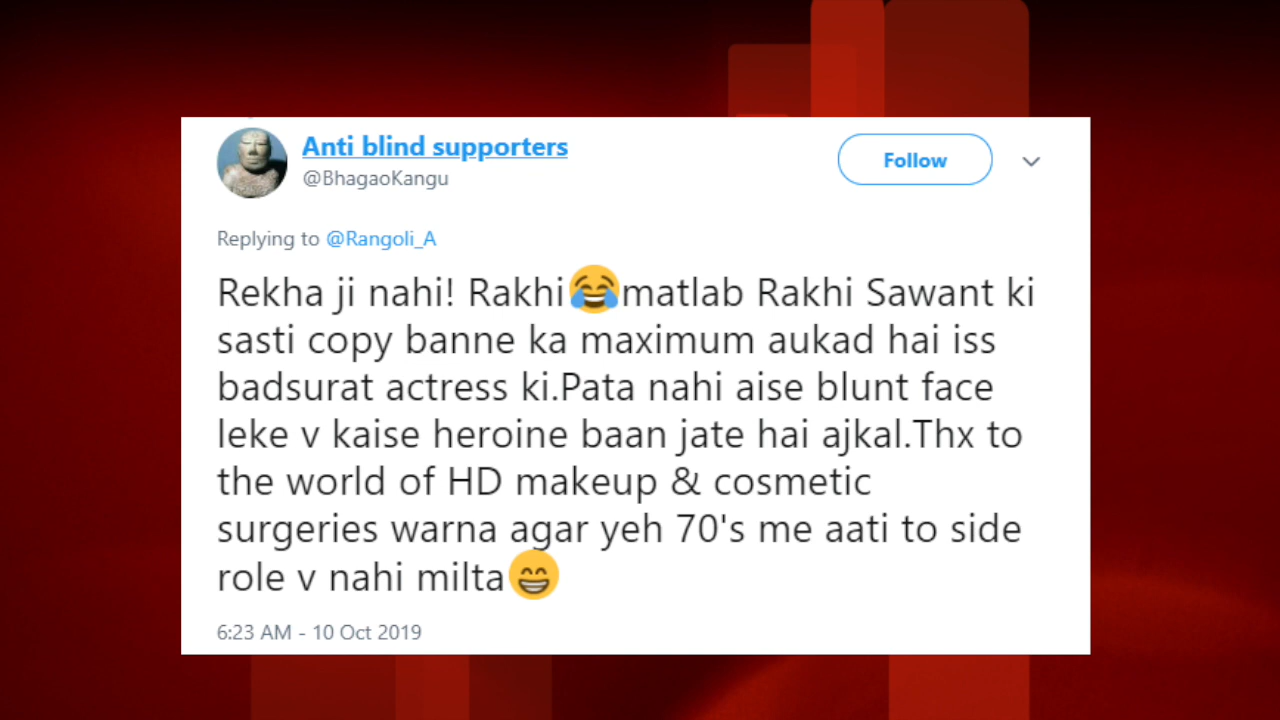 Anti blind supporters
Follow
@BhagaoKangu
Replying to @Rangoli_A
Rekha ji nahi! Rakhi😂matlab Rakhi Sawant ki
sasti copy banne ka maximum aukad hai iss
badsurat actress ki.Pata nahi aise blunt face
leke v kaise heroine baan jate hai ajkal.Thx to
the world of HD makeup & cosmetic
surgeries warna agar yeh 70's me aati to side
role v nahi milta😁
6:23 AM - 10 Oct 2019